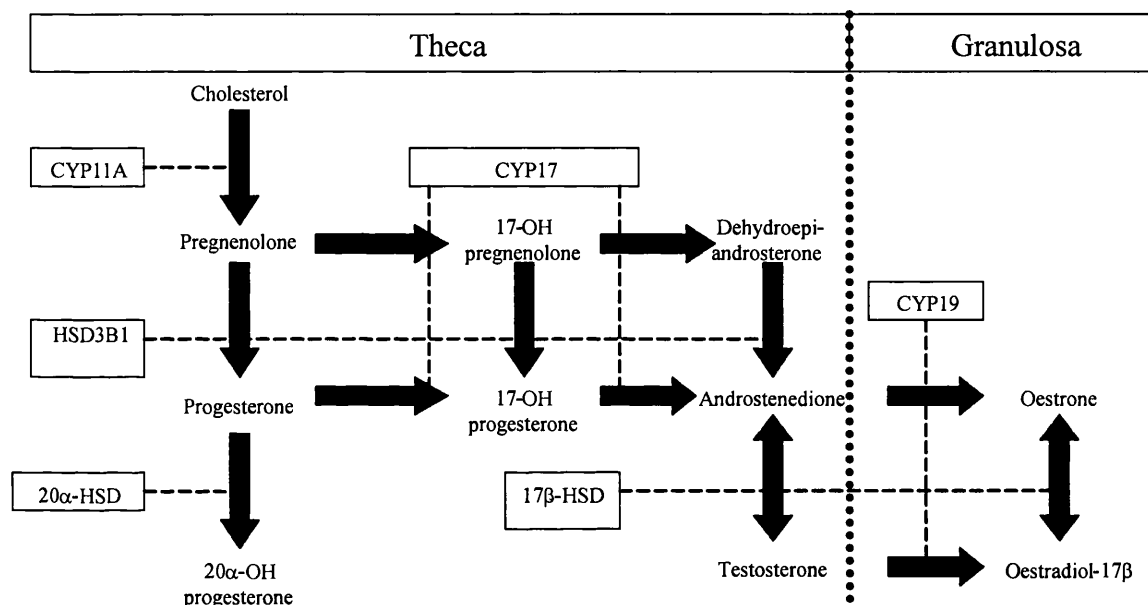 Theca
Granulosa
Cholesterol
CYP11A
CYP17
Pregnenolone
17-OH
pregnenolone
Dehydroepi-
androsterone
CYP19
HSD3B1
Progesterone
17-OH
progesterone
Androstenedione
Oestrone
20α-HSD
17β-HSD
20α-OH
progesterone
Testosterone
Oestradiol-17β